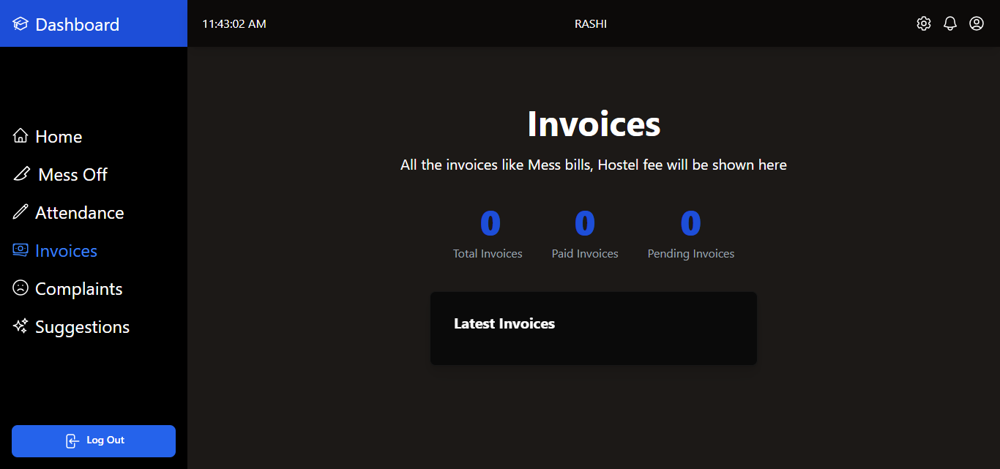 Dashboard
11:43:02 AM
RASHI
Home
Mess Off
Attendance
Invoices
Complaints
Suggestions
Log Out
Invoices
All the invoices like Mess bills, Hostel fee will be shown here
0 0 0
Total Invoices Paid Invoices Pending Invoices
Latest Invoices